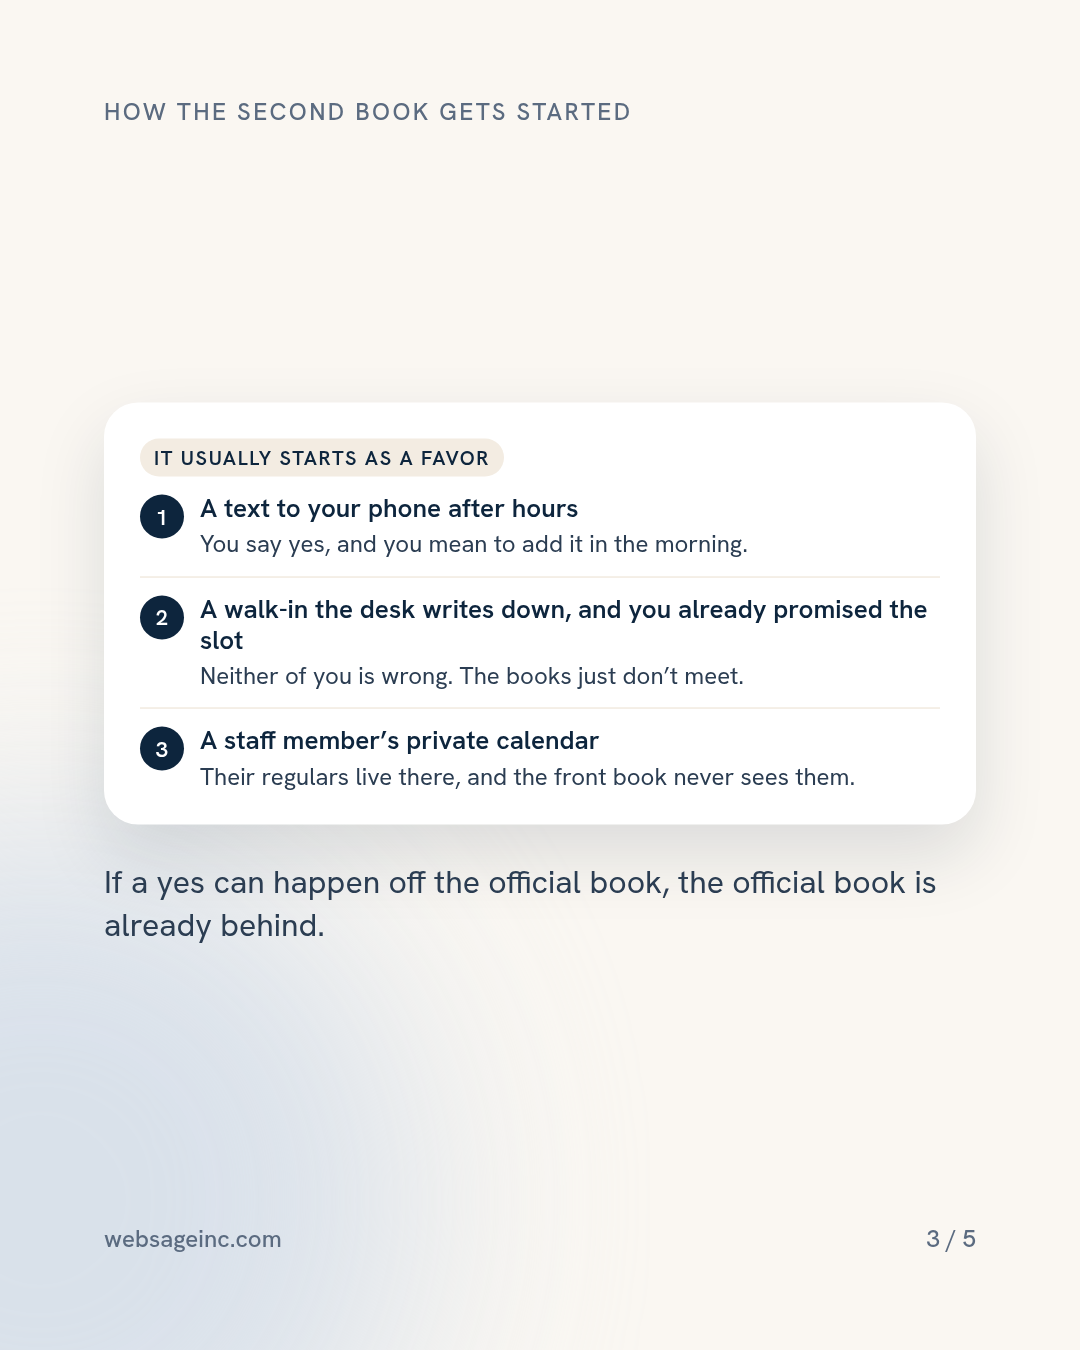 HOW THE SECOND BOOK GETS STARTED
IT USUALLY STARTS AS A FAVOR
1
A text to your phone after hours
You say yes, and you mean to add it in the morning.
2
A walk-in the desk writes down, and you already promised the
slot
Neither of you is wrong. The books just don’t meet.
3
A staff member’s private calendar
Their regulars live there, and the front book never sees them.
If a yes can happen off the official book, the official book is
already behind.
websageinc.com
3 / 5